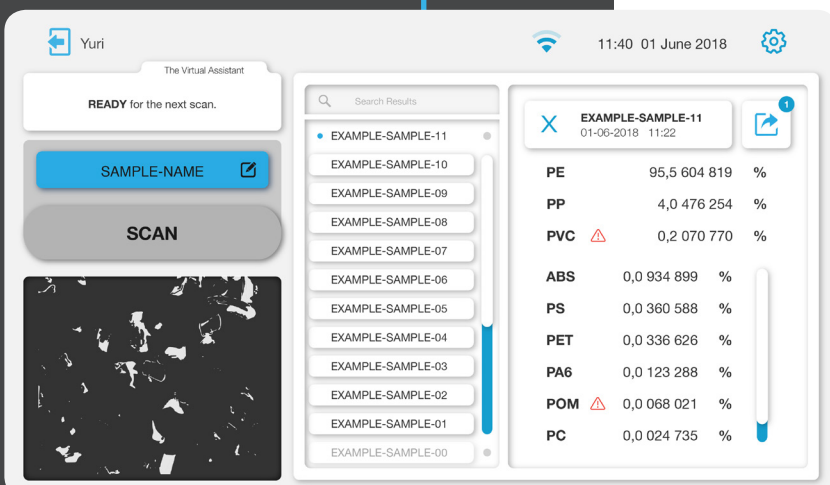 Yuri
11:40 01 June 2018
The Virtual Assistant
READY for the next scan.
SAMPLE-NAME
SCAN
Search Results
EXAMPLE-SAMPLE-11
EXAMPLE-SAMPLE-10
EXAMPLE-SAMPLE-09
EXAMPLE-SAMPLE-08
EXAMPLE-SAMPLE-07
EXAMPLE-SAMPLE-06
EXAMPLE-SAMPLE-05
EXAMPLE-SAMPLE-04
EXAMPLE-SAMPLE-03
EXAMPLE-SAMPLE-02
EXAMPLE-SAMPLE-01
EXAMPLE-SAMPLE-00
X
EXAMPLE-SAMPLE-11
01-06-2018 11:22
1
PE 95,5 604 819 %
PP 4,0 476 254 %
PVC 0,2 070 770 %
ABS 0,0 934 899 %
PS 0,0 360 588 %
PET 0,0 336 626 %
PA6 0,0 123 288 %
POM 0,0 068 021 %
PC 0,0 024 735 %